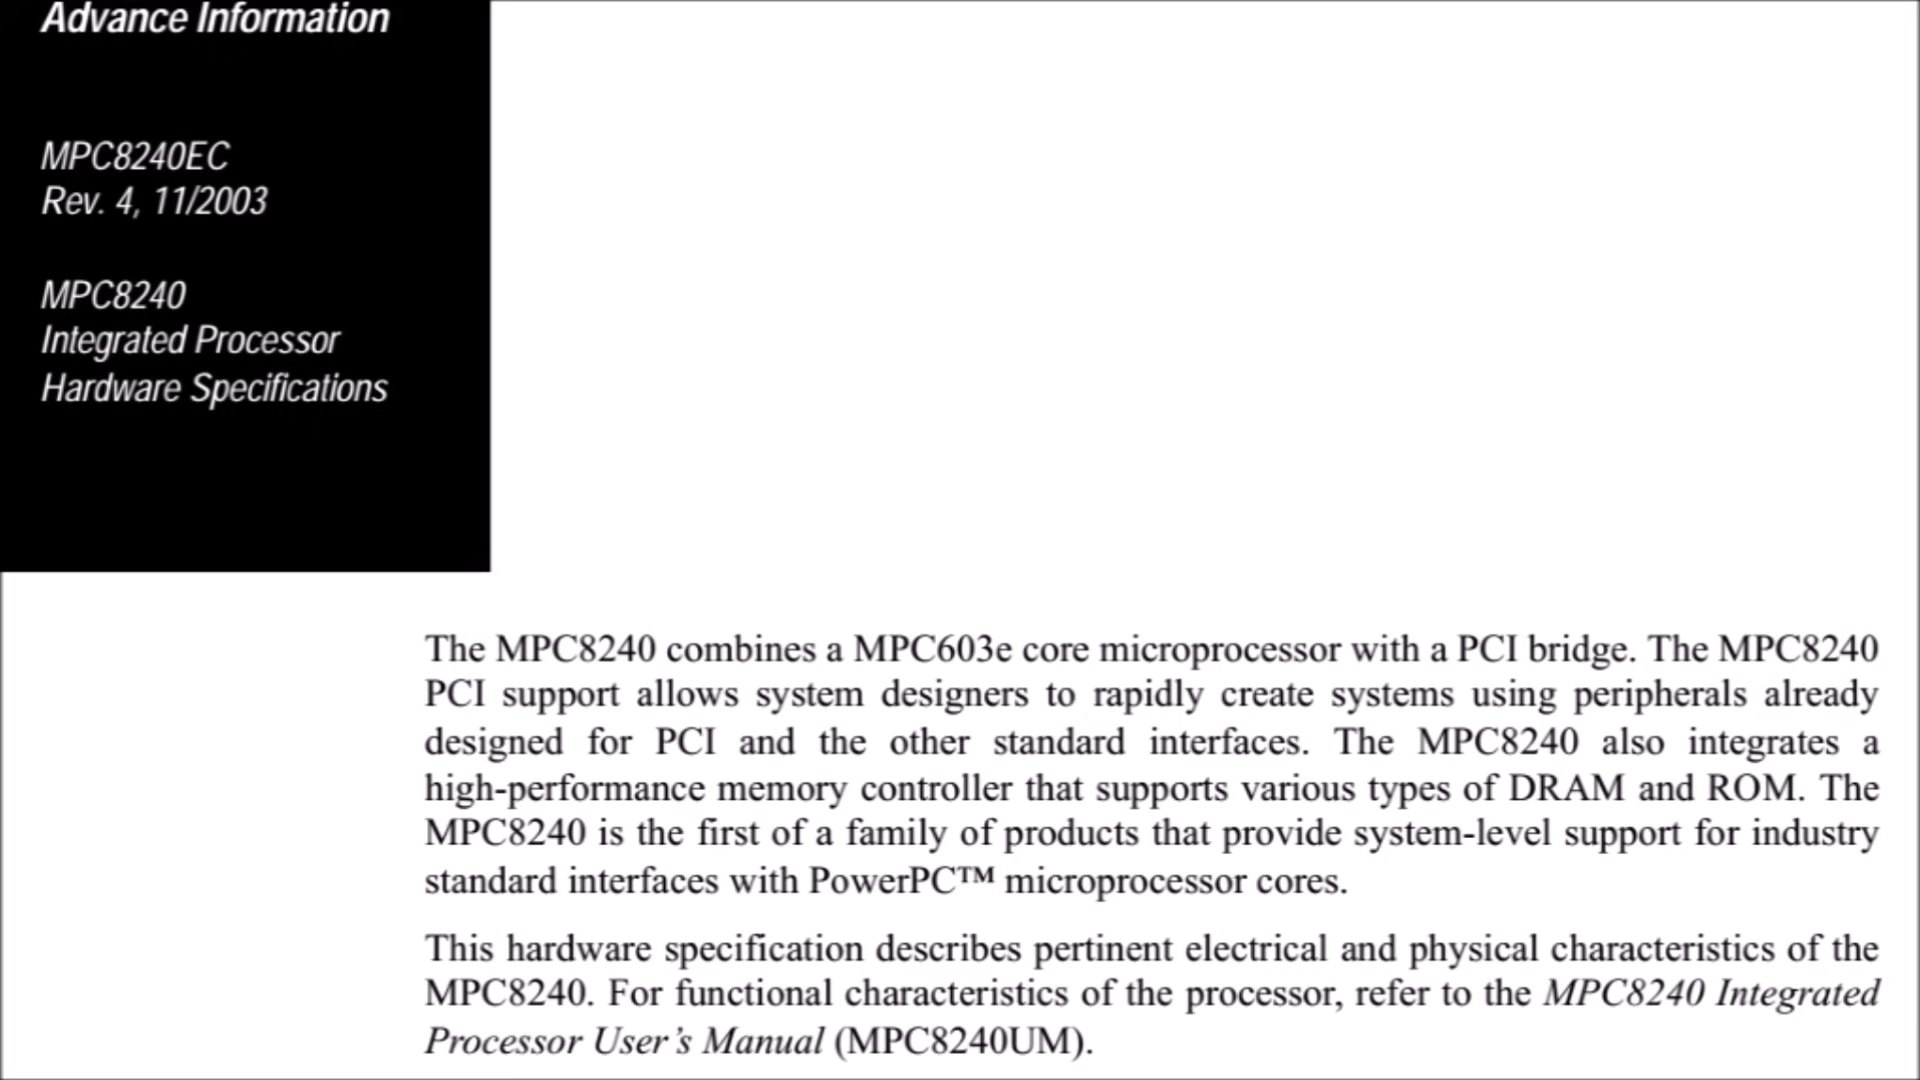 Advance Information
MPC8240EC
Rev. 4, 11/2003
MPC8240
Integrated Processor
Hardware Specifications
The MPC8240 combines a MPC603e core microprocessor with a PCI bridge. The MPC8240
PCI support allows system designers to rapidly create systems using peripherals already
designed for PCI and the other standard interfaces. The MPC8240 also integrates a
high-performance memory controller that supports various types of DRAM and ROM. The
MPC8240 is the first of a family of products that provide system-level support for industry
standard interfaces with PowerPC™ microprocessor cores.
This hardware specification describes pertinent electrical and physical characteristics of the
MPC8240. For functional characteristics of the processor, refer to the MPC8240 Integrated
Processor User’s Manual (MPC8240UM).